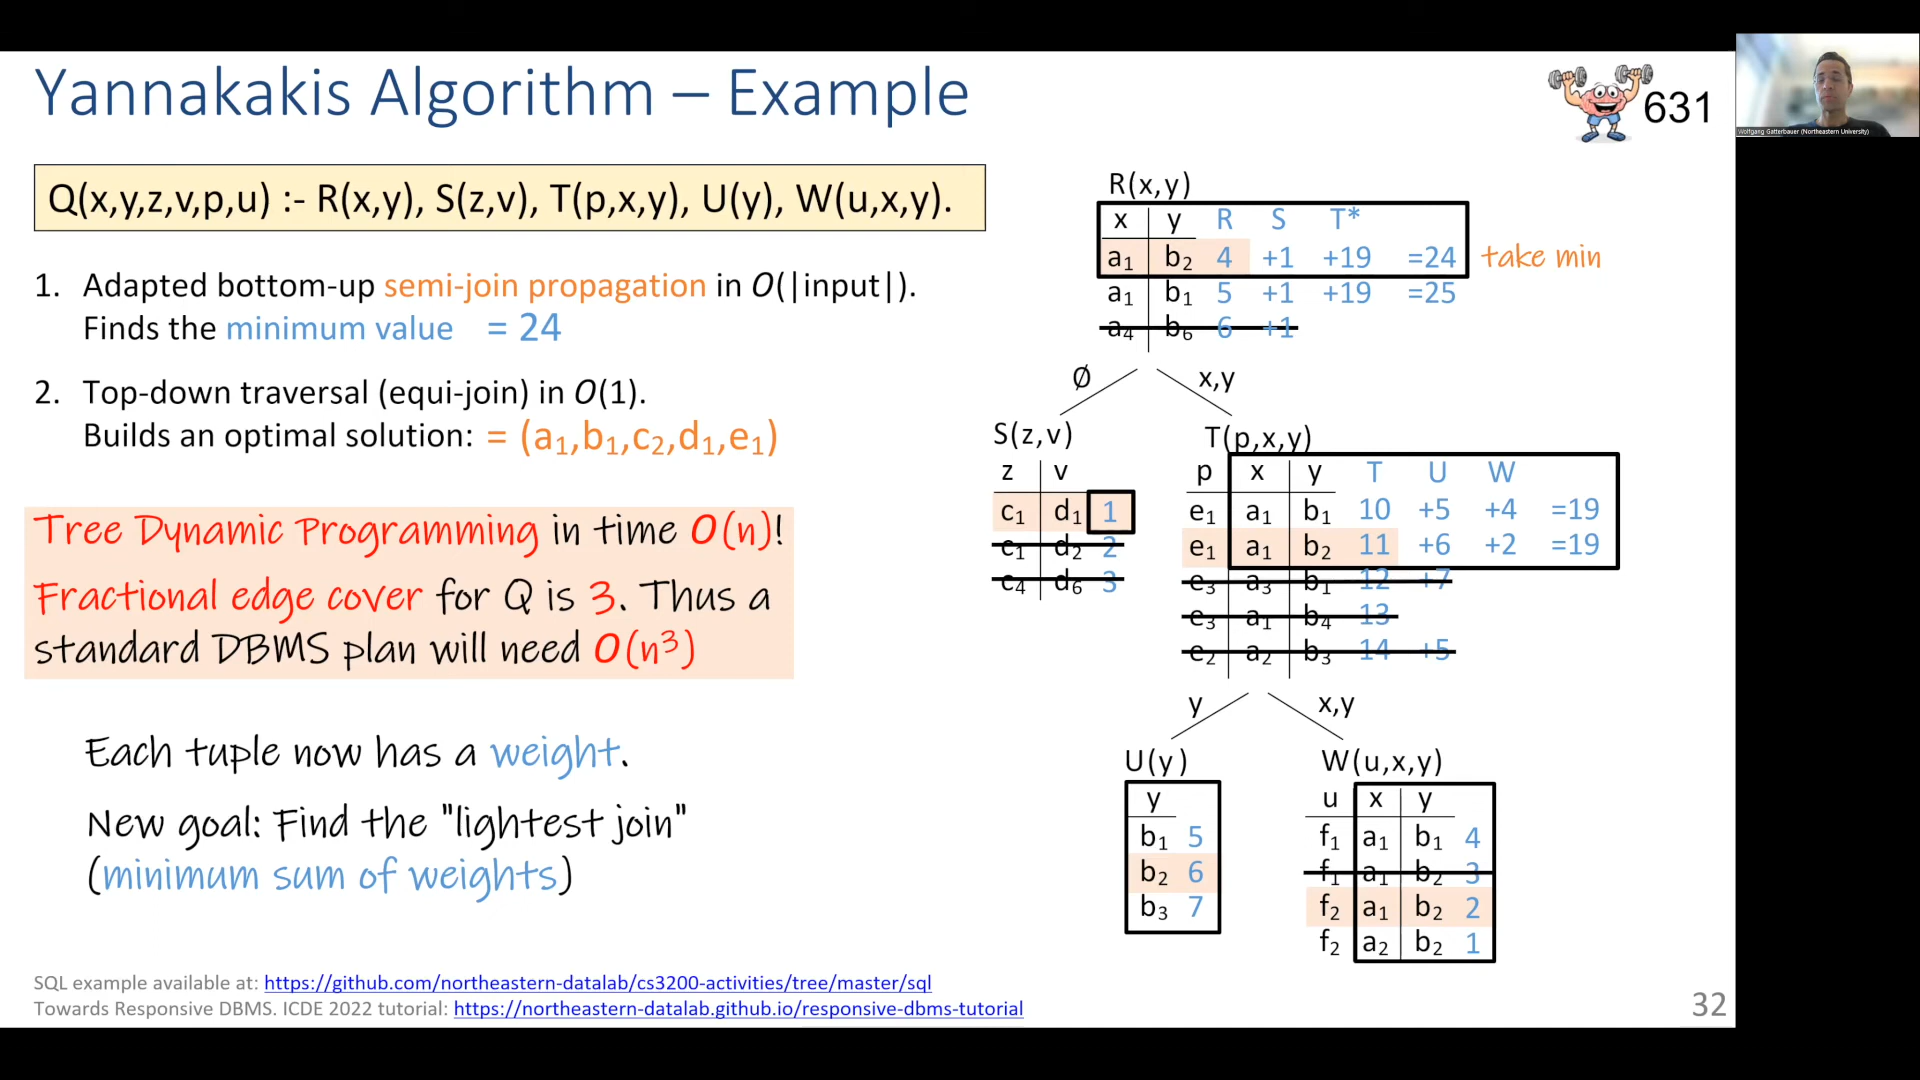 Yannakakis Algorithm – Example
631
Wolfgang Gatterbauer (Northeastern University)
Q(x,y,z,v,p,u) :- R(x,y), S(z,v), T(p,x,y), U(y), W(u,x,y).
1. Adapted bottom-up semi-join propagation in O(|input|).
Finds the minimum value = 24
2. Top-down traversal (equi-join) in O(1).
Builds an optimal solution: = (a₁,b₁,c₂,d₁,e₁)
Tree Dynamic Programming in time O(n)!
Fractional edge cover for Q is 3. Thus a
standard DBMS plan will need O(n³)
Each tuple now has a weight.
New goal: Find the "lightest join"
(minimum sum of weights)
R(x,y)
x y R S T*
a₁ b₂ 4 +1 +19 =24 take min
a₁ b₁ 5 +1 +19 =25
a₄ b₆ 6 +1
Ø x,y
S(z,v)
z v
c₁ d₁ 1
c₁ d₂ 2
c₄ d₆ 3
T(p,x,y)
p x y T U W
e₁ a₁ b₁ 10 +5 +4 =19
e₁ a₁ b₂ 11 +6 +2 =19
e₃ a₃ b₁ 12 +7
e₃ a₁ b₄ 13
e₂ a₂ b₃ 14 +5
y x,y
U(y)
y
b₁ 5
b₂ 6
b₃ 7
W(u,x,y)
u x y
f₁ a₁ b₁ 4
f₁ a₁ b₂ 3
f₂ a₁ b₂ 2
f₂ a₂ b₂ 1
SQL example available at: https://github.com/northeastern-datalab/cs3200-activities/tree/master/sql
Towards Responsive DBMS. ICDE 2022 tutorial: https://northeastern-datalab.github.io/responsive-dbms-tutorial
32